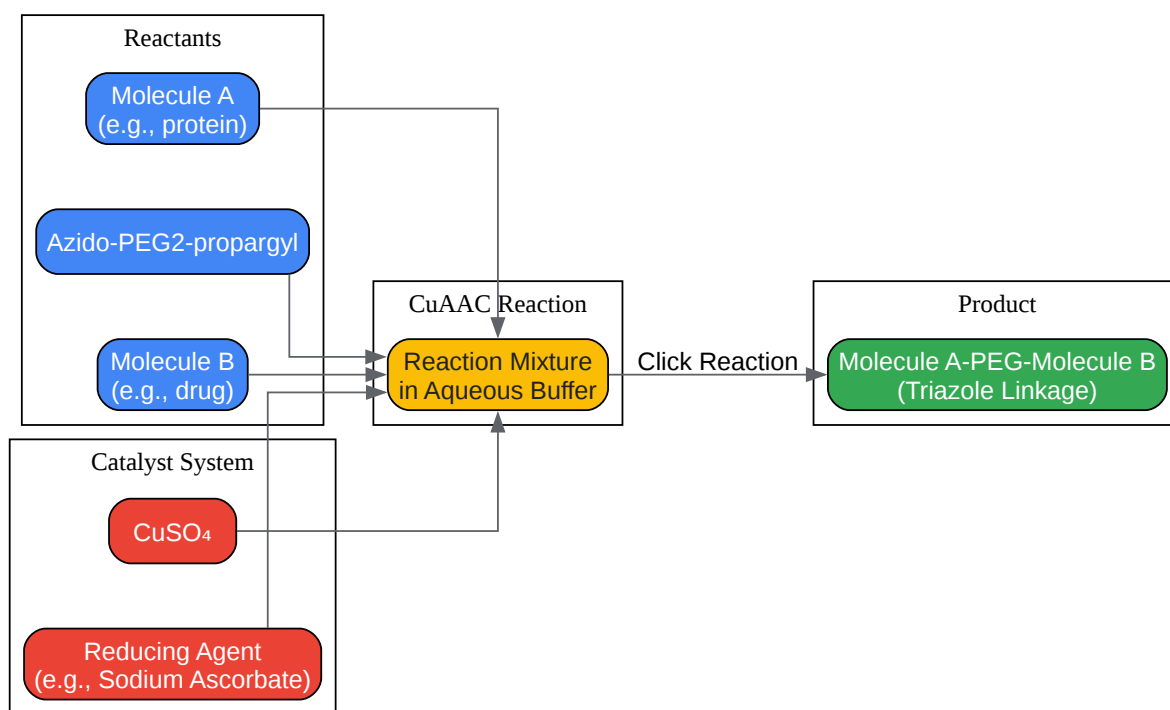 Reactants
Molecule A
(e.g., protein)
Azido-PEG2-propargyl
Molecule B
(e.g., drug)
Catalyst System
CuSO₄
Reducing Agent
(e.g., Sodium Ascorbate)
CuAAC Reaction
Reaction Mixture
in Aqueous Buffer
Click Reaction
Product
Molecule A-PEG-Molecule B
(Triazole Linkage)